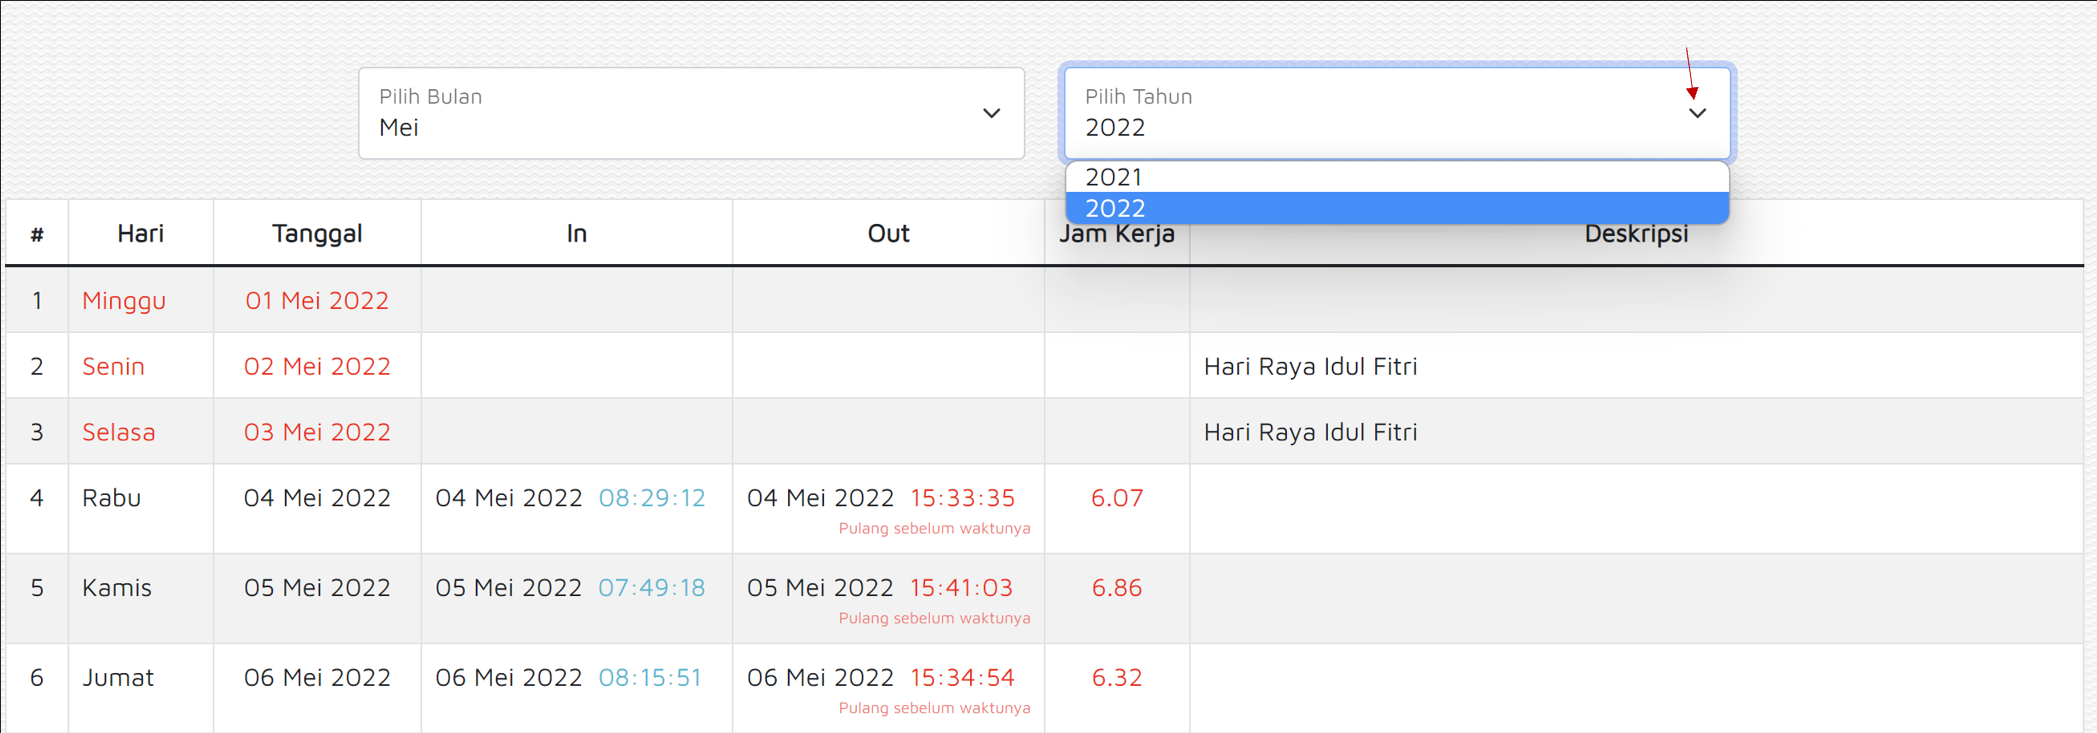 Pilih Bulan
Mei
Pilih Tahun
2022
2021
2022
# Hari Tanggal In Out Jam Kerja Deskripsi
1 Minggu 01 Mei 2022
2 Senin 02 Mei 2022 Hari Raya Idul Fitri
3 Selasa 03 Mei 2022 Hari Raya Idul Fitri
4 Rabu 04 Mei 2022 04 Mei 2022 08:29:12 04 Mei 2022 15:33:35 6.07
Pulang sebelum waktunya
5 Kamis 05 Mei 2022 05 Mei 2022 07:49:18 05 Mei 2022 15:41:03 6.86
Pulang sebelum waktunya
6 Jumat 06 Mei 2022 06 Mei 2022 08:15:51 06 Mei 2022 15:34:54 6.32
Pulang sebelum waktunya